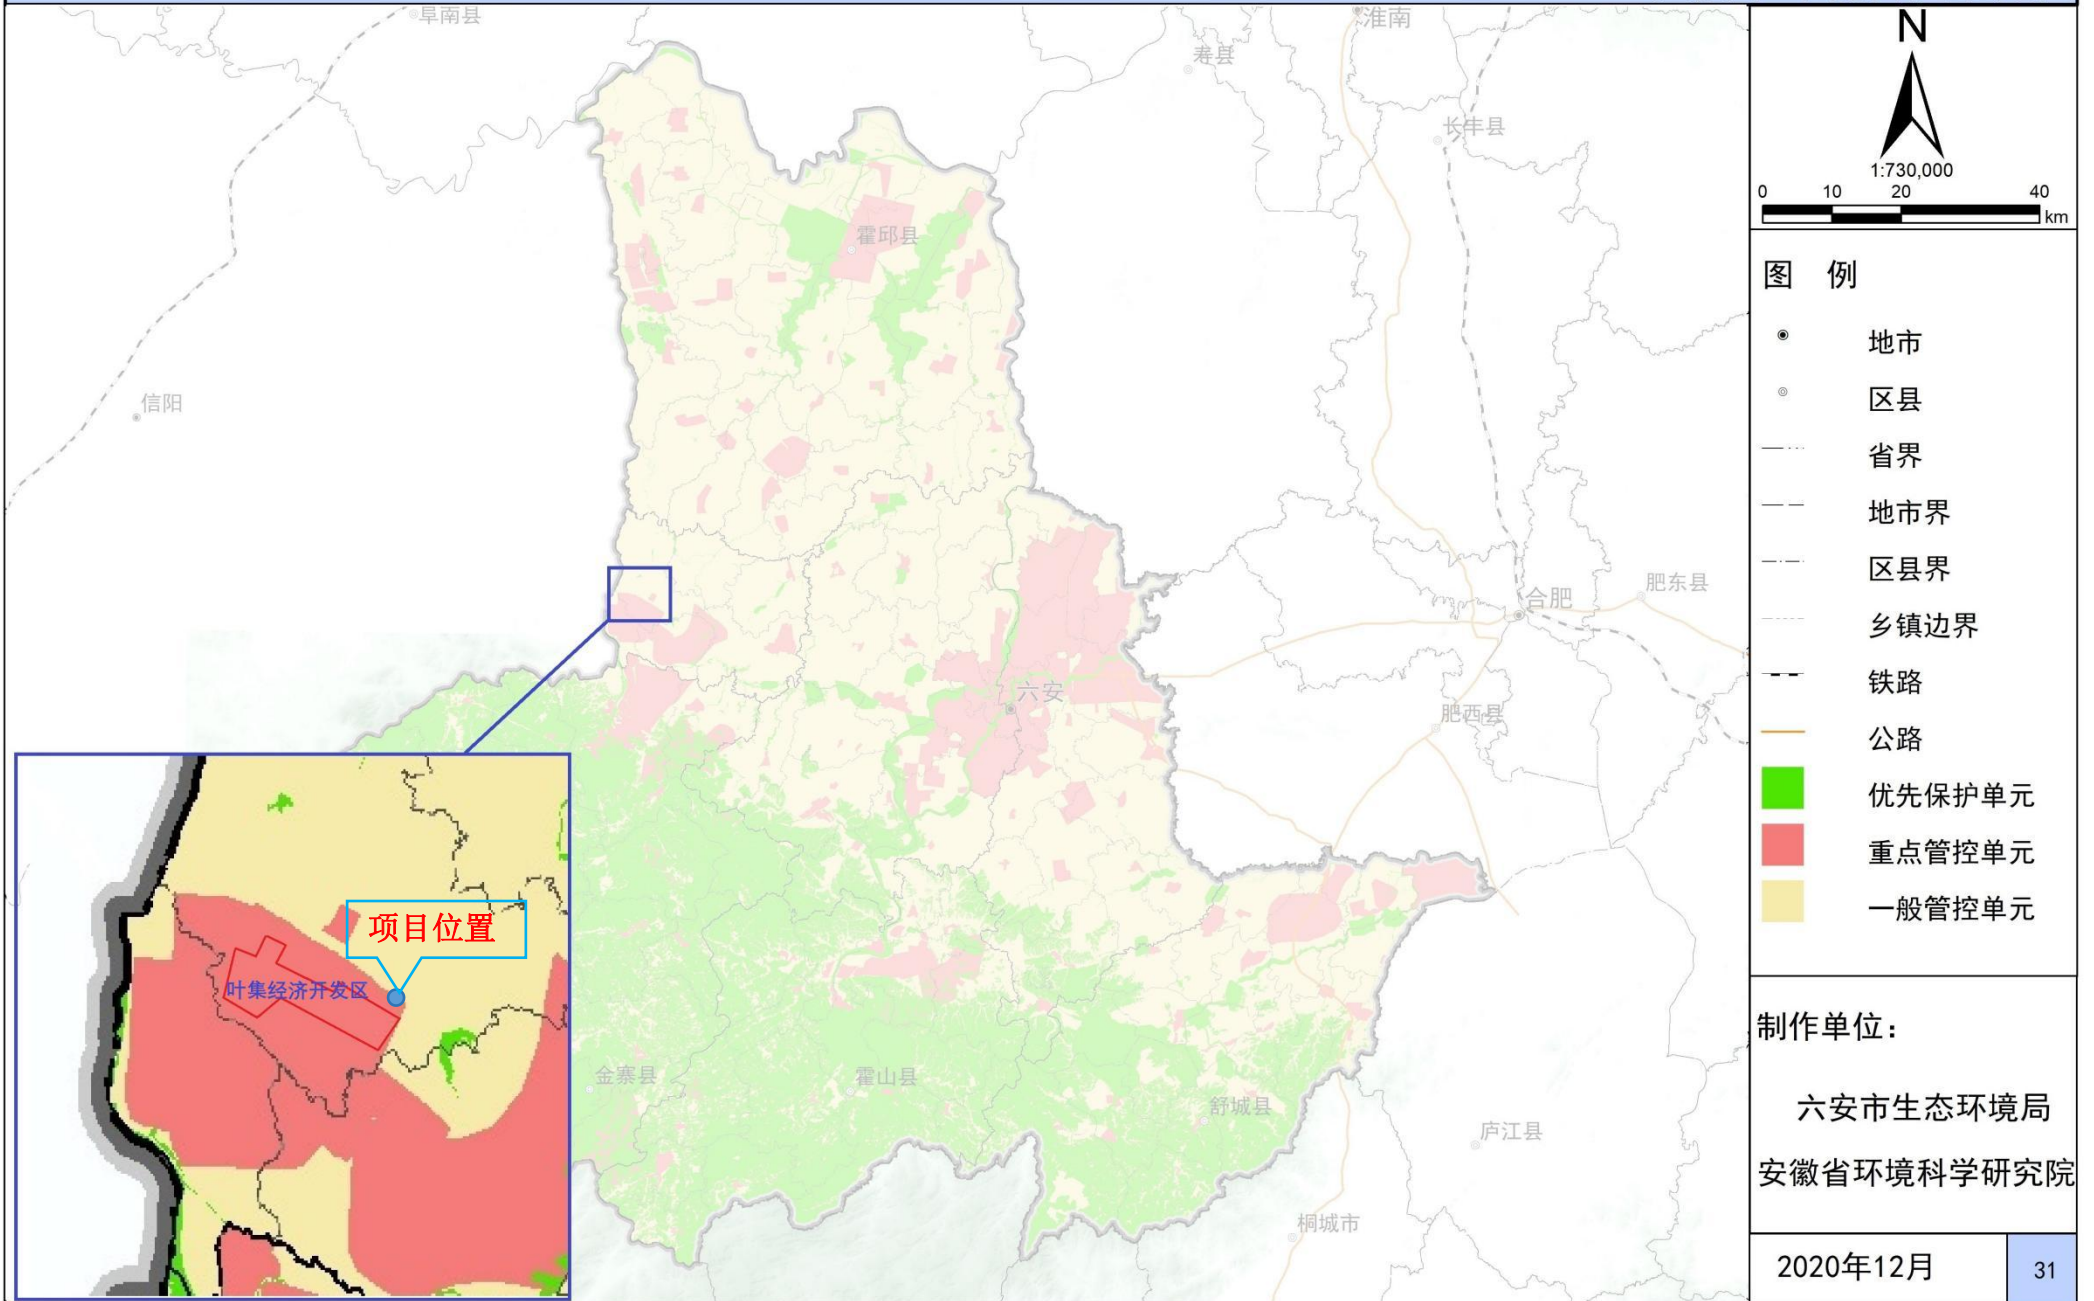 阜南县
淮南
寿县
长丰县
霍邱县
信阳
合肥
肥东县
六安
肥西县
项目位置
叶集经济开发区
金寨县
霍山县
舒城县
庐江县
桐城市
N
1:730,000
0 10 20 40
km
图 例
地市
区县
省界
地市界
区县界
乡镇边界
铁路
公路
优先保护单元
重点管控单元
一般管控单元
制作单位：
六安市生态环境局
安徽省环境科学研究院
2020年12月
31